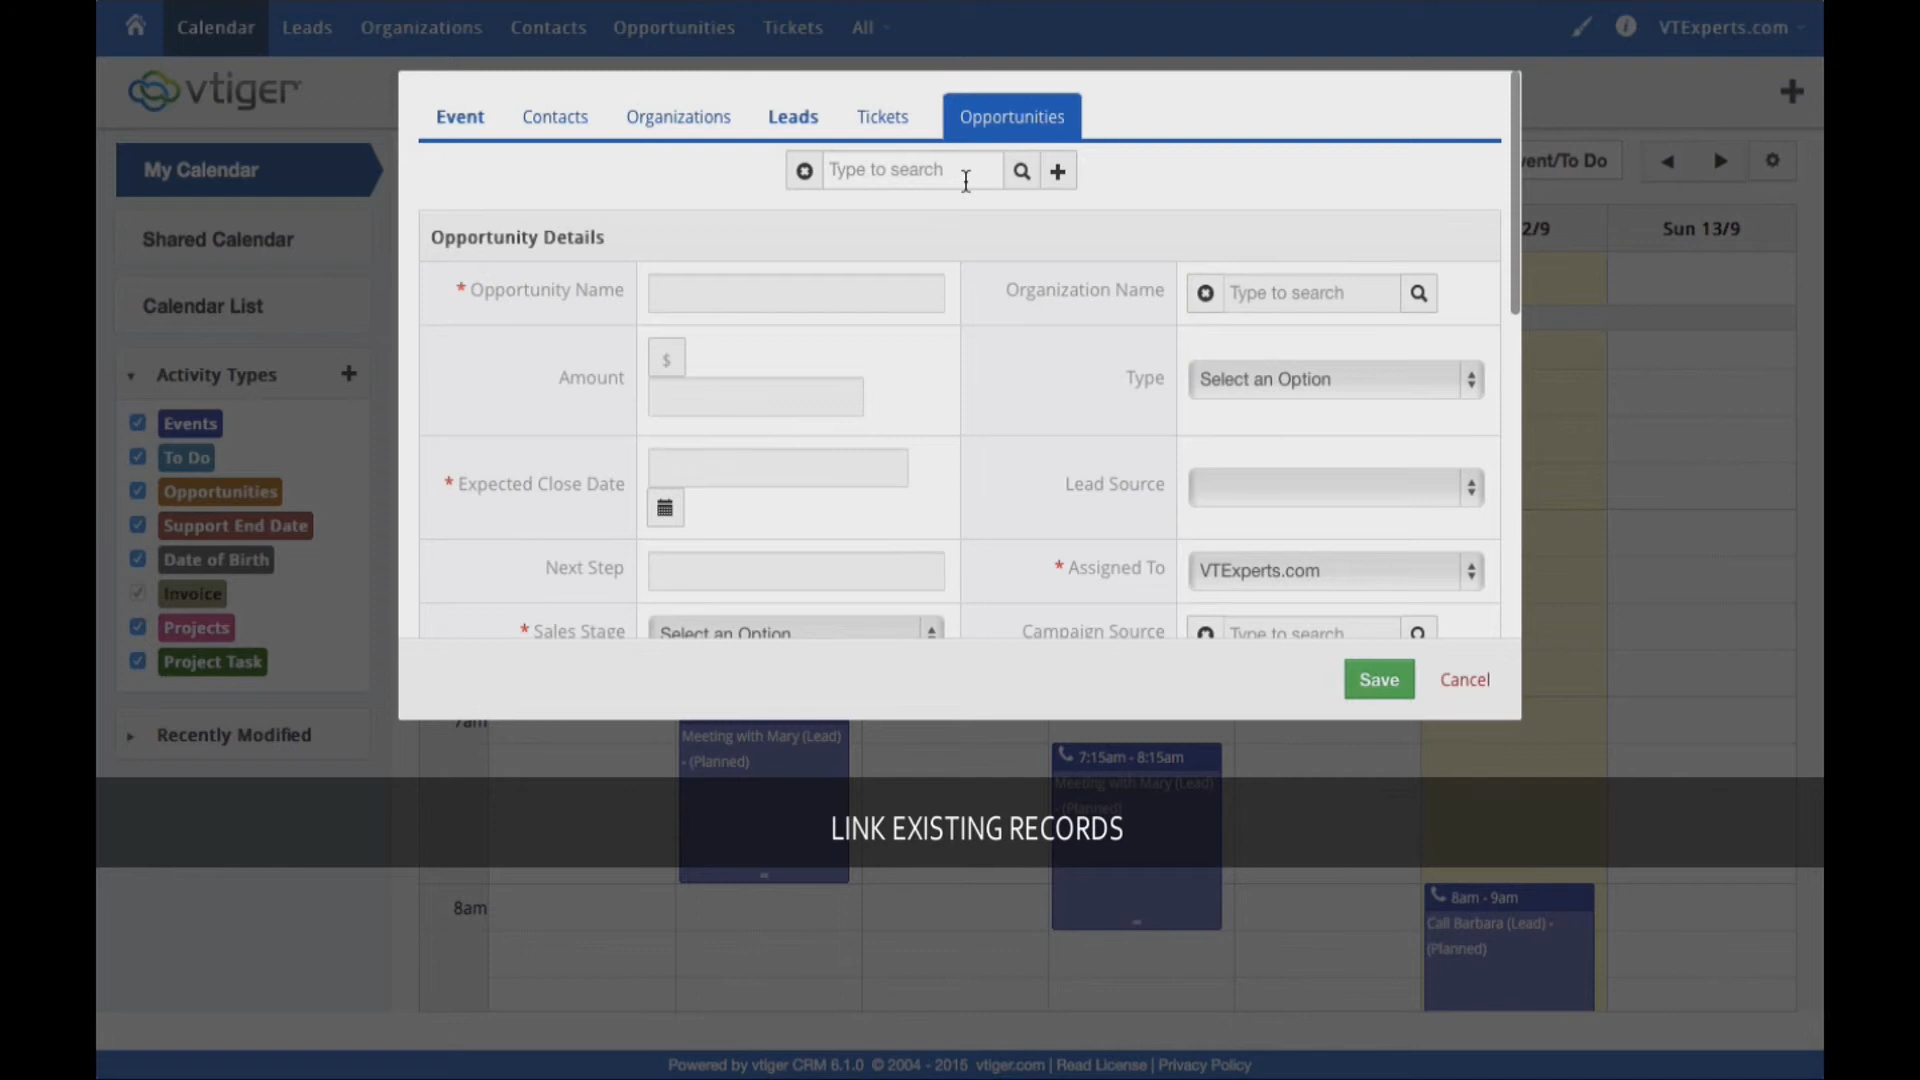 Calendar Leads Organizations Contacts Opportunities Tickets All VTExperts.com
vtiger
Event Contacts Organizations Leads Tickets Opportunities
Type to search
My Calendar
Shared Calendar
Calendar List
Activity Types
Events
To Do
Opportunities
Support End Date
Date of Birth
Invoice
Projects
Project Task
Recently Modified
Opportunity Details
* Opportunity Name
Organization Name Type to search
Amount $
Type Select an Option
* Expected Close Date
Lead Source
Next Step
* Assigned To VTExperts.com
* Sales Stage Select an Option
Campaign Source Type to search
Save Cancel
vent/To Do
2/9 Sun 13/9
7am
Meeting with Mary (Lead)
- (Planned)
7:15am - 8:15am
Meeting with Mary (Lead)
- (Planned)
LINK EXISTING RECORDS
8am
8am - 9am
Call Barbara (Lead) -
(Planned)
Powered by vtiger CRM 6.1.0 © 2004 - 2015 vtiger.com | Read License | Privacy Policy